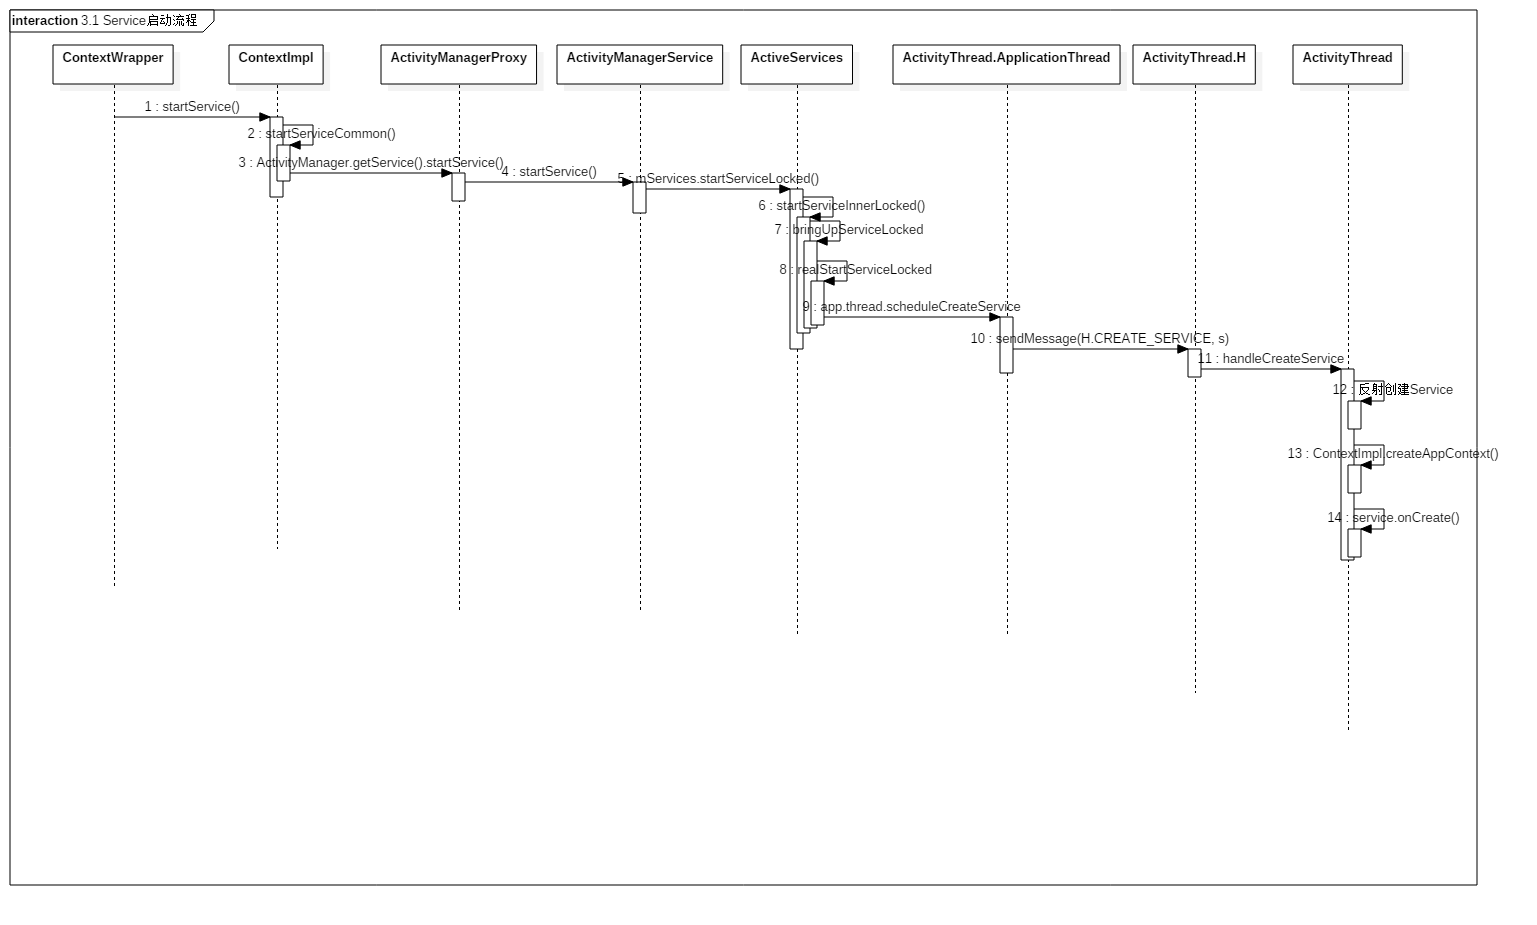 interaction 3.1 Service启动流程
ContextWrapper
ContextImpl
ActivityManagerProxy
ActivityManagerService
ActiveServices
ActivityThread.ApplicationThread
ActivityThread.H
ActivityThread
1 : startService()
2 : startServiceCommon()
3 : ActivityManager.getService().startService()
4 : startService()
5 : mServices.startServiceLocked()
6 : startServiceInnerLocked()
7 : bringUpServiceLocked
8 : realStartServiceLocked
9 : app.thread.scheduleCreateService
10 : sendMessage(H.CREATE_SERVICE, s)
11 : handleCreateService
12 : 反射创建Service
13 : ContextImpl.createAppContext()
14 : service.onCreate()